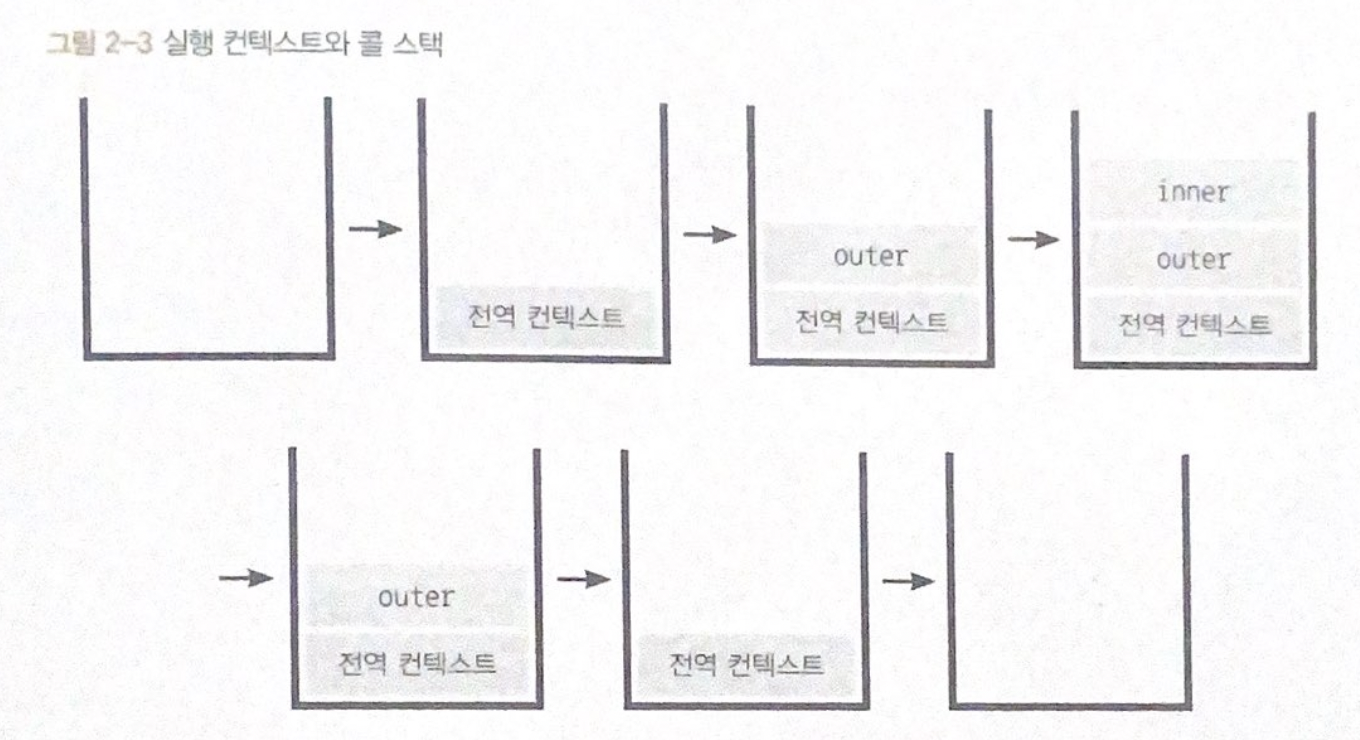 그림 2-3 실행 컨텍스트와 콜 스택
전역 컨텍스트
outer
전역 컨텍스트
inner
outer
전역 컨텍스트
outer
전역 컨텍스트
전역 컨텍스트